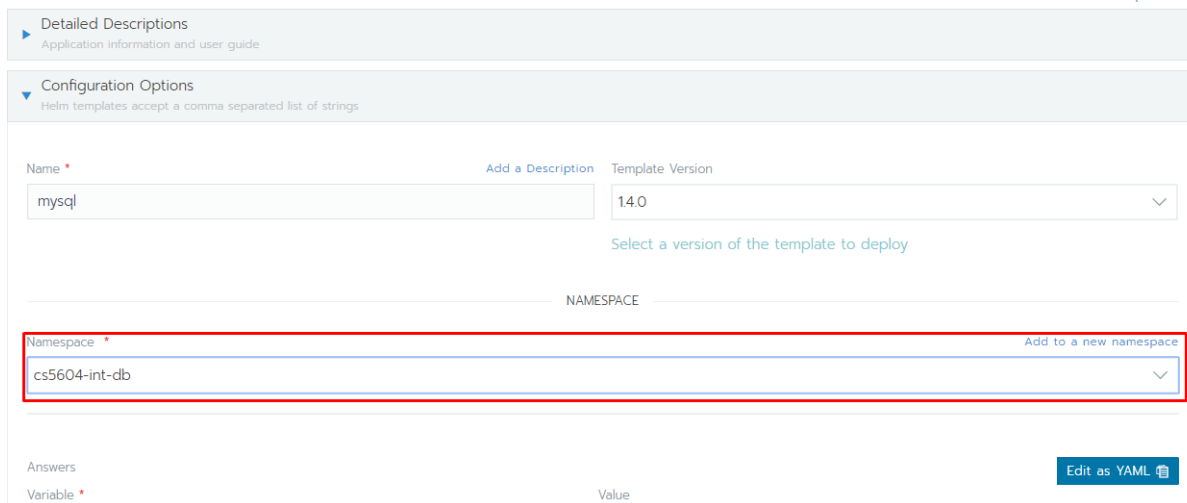 Detailed Descriptions
Application information and user guide
Configuration Options
Helm templates accept a comma separated list of strings
Name * Add a Description Template Version
mysql 1.4.0
Select a version of the template to deploy
NAMESPACE
Namespace * Add to a new namespace
cs5604-int-db
Answers Edit as YAML
Variable * Value